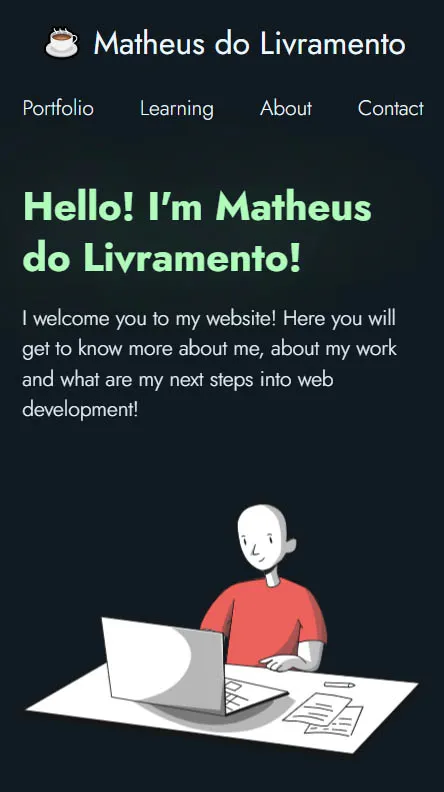 Matheus do Livramento
Portfolio Learning About Contact
Hello! I'm Matheus
do Livramento!
I welcome you to my website! Here you will
get to know more about me, about my work
and what are my next steps into web
development!